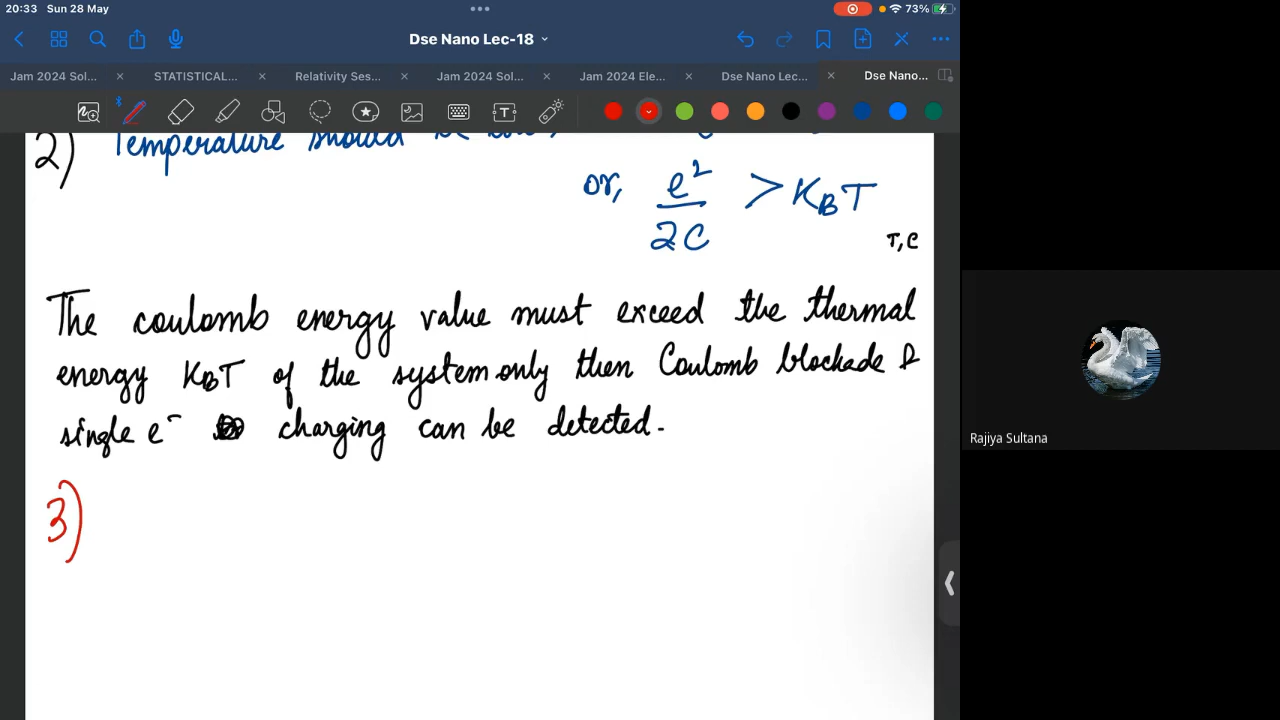 20:33 Sun 28 May
73%
Dse Nano Lec-18
Jam 2024 Sol...
STATISTICAL...
Relativity Ses...
Jam 2024 Sol...
Jam 2024 Ele...
Dse Nano Lec...
Dse Nano...
2) Temperature should be
or, e²/2C > KBT
T, C
The coulomb energy value must exceed the thermal
energy KBT of the system only then Coulomb blockade &
single e⁻ charging can be detected.
3)
Rajiya Sultana